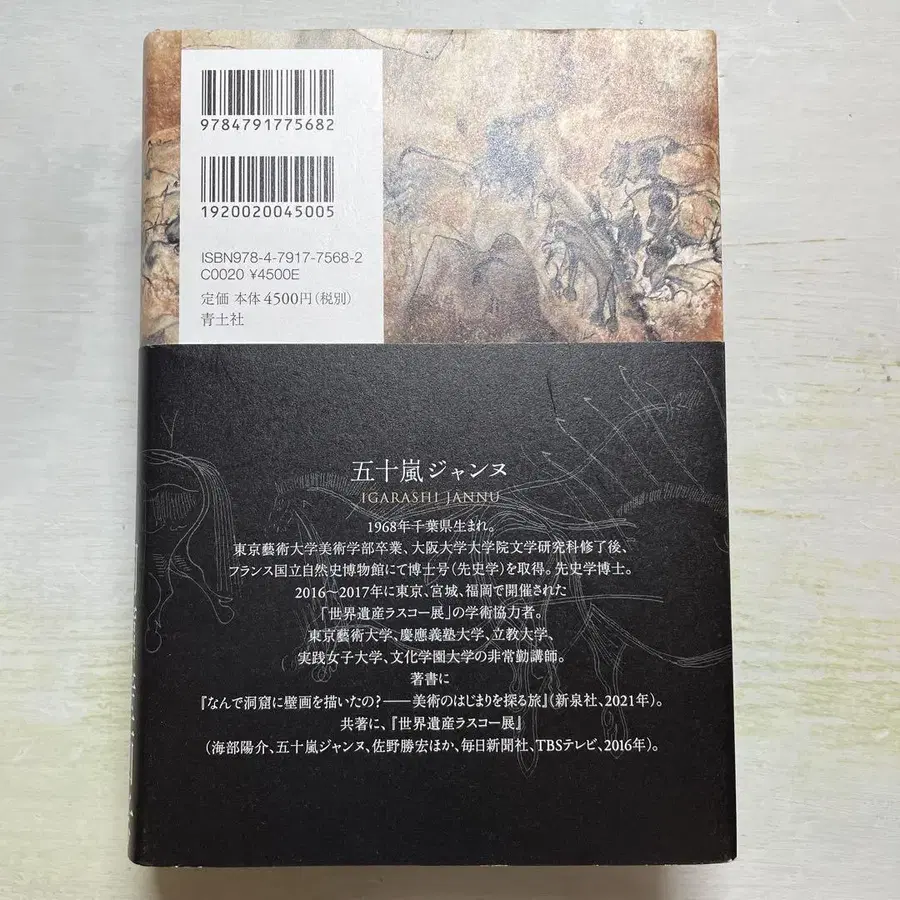 9784791775682
1920020045005
ISBN978-4-7917-7568-2
C0020 ¥4500E
定価 本体4500円(税別)
青土社
五十嵐ジャンヌ
IGARASHI JANNU
1968年千葉県生まれ。
東京藝術大学美術学部卒業、大阪大学大学院文学研究科修了後、
フランス国立自然史博物館にて博士号(先史学)を取得。先史学博士。
2016〜2017年に東京、宮城、福岡で開催された
「世界遺産ラスコー展」の学術協力者。
東京藝術大学、慶應義塾大学、立教大学、
実践女子大学、文化学園大学の非常勤講師。
著書に
『なんで洞窟に壁画を描いたの?――美術のはじまりを探る旅』(新泉社、2021年)。
共著に、『世界遺産ラスコー展』
(海部陽介、五十嵐ジャンヌ、佐野勝宏ほか、毎日新聞社、TBSテレビ、2016年)。